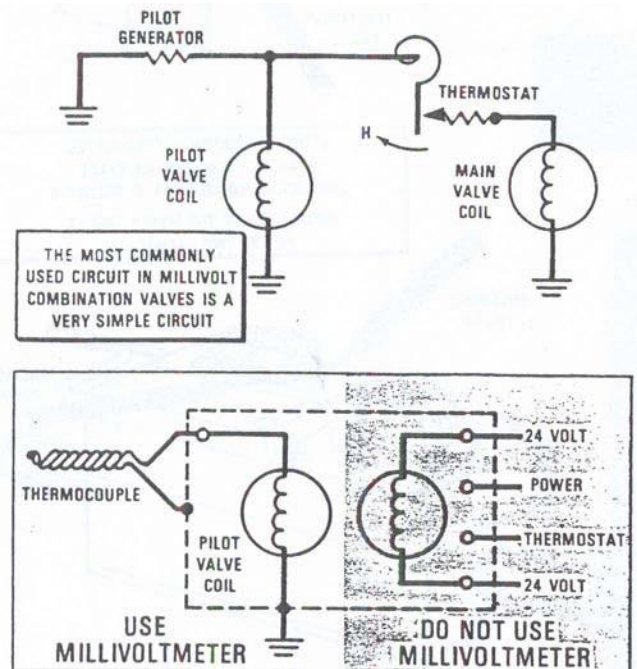 PILOT
GENERATOR
THERMOSTAT
H
PILOT
VALVE
COIL
MAIN
VALVE
COIL
THE MOST COMMONLY
USED CIRCUIT IN MILLIVOLT
COMBINATION VALVES IS A
VERY SIMPLE CIRCUIT
24 VOLT
THERMOCOUPLE
POWER
PILOT
VALVE
COIL
THERMOSTAT
24 VOLT
USE
MILLIVOLTMETER
DO NOT USE
MILLIVOLTMETER